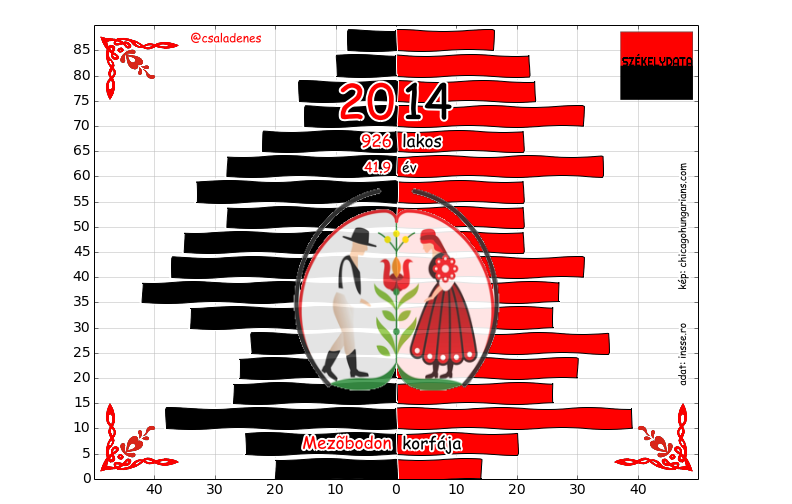 @csaladenes
SZÉKELYDATA
2014
926 lakos
41,9 év
kép: chicagohungarians.com
adat: insse.ro
Mezõbodon korfája
85
80
75
70
65
60
55
50
45
40
35
30
25
20
15
10
5
0
40 30 20 10 0 10 20 30 40